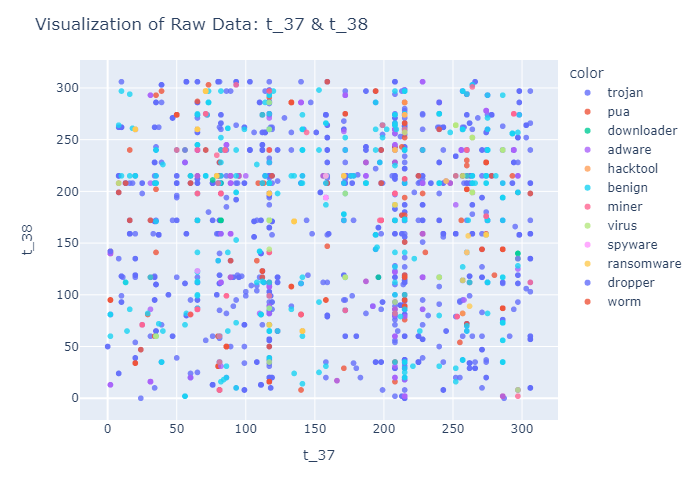 Visualization of Raw Data: t_37 & t_38
color
trojan
pua
downloader
adware
hacktool
benign
miner
virus
spyware
ransomware
dropper
worm
300
250
200
150
100
50
0
t_38
0 50 100 150 200 250 300
t_37